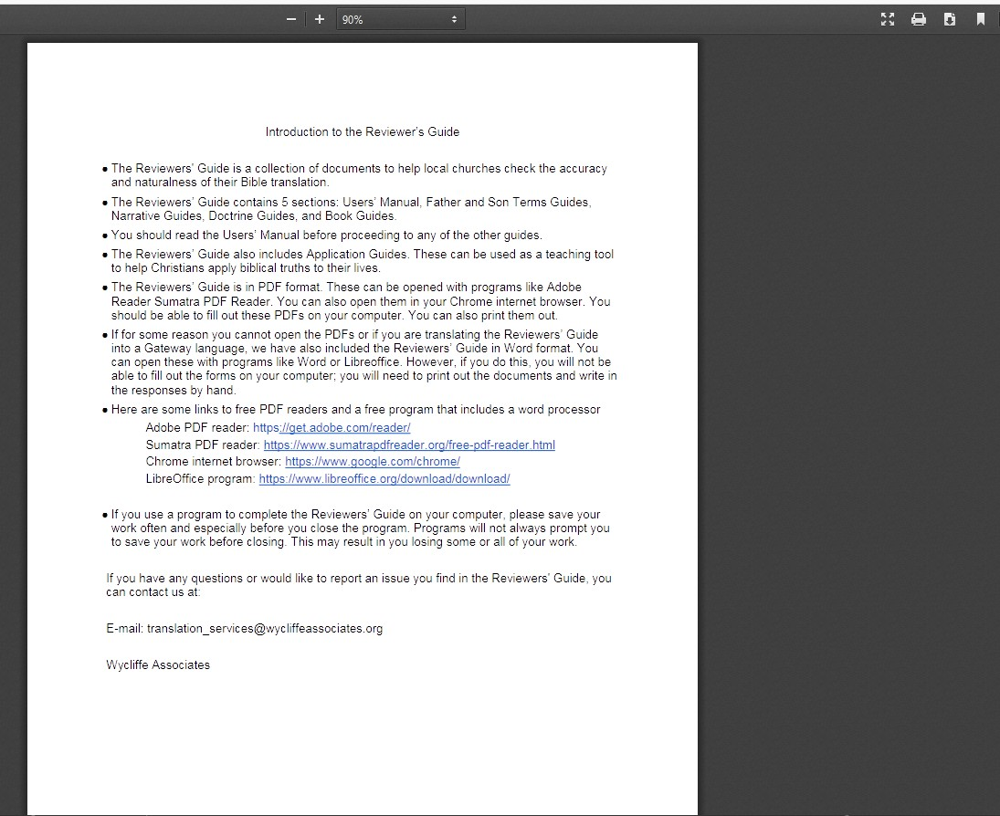 90%
Introduction to the Reviewer's Guide
• The Reviewers' Guide is a collection of documents to help local churches check the accuracy
and naturalness of their Bible translation.
• The Reviewers' Guide contains 5 sections: Users' Manual, Father and Son Terms Guides,
Narrative Guides, Doctrine Guides, and Book Guides.
• You should read the Users' Manual before proceeding to any of the other guides.
• The Reviewers' Guide also includes Application Guides. These can be used as a teaching tool
to help Christians apply biblical truths to their lives.
• The Reviewers' Guide is in PDF format. These can be opened with programs like Adobe
Reader Sumatra PDF Reader. You can also open them in your Chrome internet browser. You
should be able to fill out these PDFs on your computer. You can also print them out.
• If for some reason you cannot open the PDFs or if you are translating the Reviewers' Guide
into a Gateway language, we have also included the Reviewers' Guide in Word format. You
can open these with programs like Word or Libreoffice. However, if you do this, you will not be
able to fill out the forms on your computer; you will need to print out the documents and write in
the responses by hand.
• Here are some links to free PDF readers and a free program that includes a word processor
Adobe PDF reader: https://get.adobe.com/reader/
Sumatra PDF reader: https://www.sumatrapdfreader.org/free-pdf-reader.html
Chrome internet browser: https://www.google.com/chrome/
LibreOffice program: https://www.libreoffice.org/download/download/
• If you use a program to complete the Reviewers' Guide on your computer, please save your
work often and especially before you close the program. Programs will not always prompt you
to save your work before closing. This may result in you losing some or all of your work.
If you have any questions or would like to report an issue you find in the Reviewers' Guide, you
can contact us at:
E-mail: translation_services@wycliffeassociates.org
Wycliffe Associates